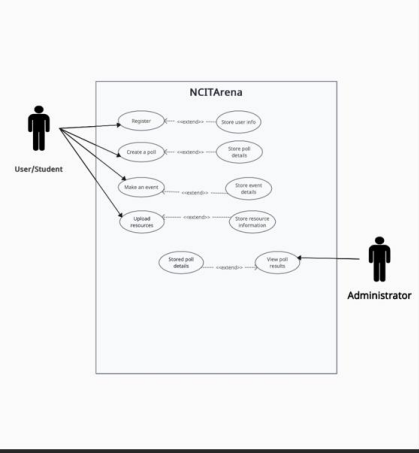 NCITArena
Register
<<extend>>
Store user info
Create a poll
<<extend>>
Store poll
details
User/Student
Make an event
<<extend>>
Store event
details
Upload
resources
<<extend>>
Store resource
information
Stored poll
details
<<extend>>
View poll
results
Administrator